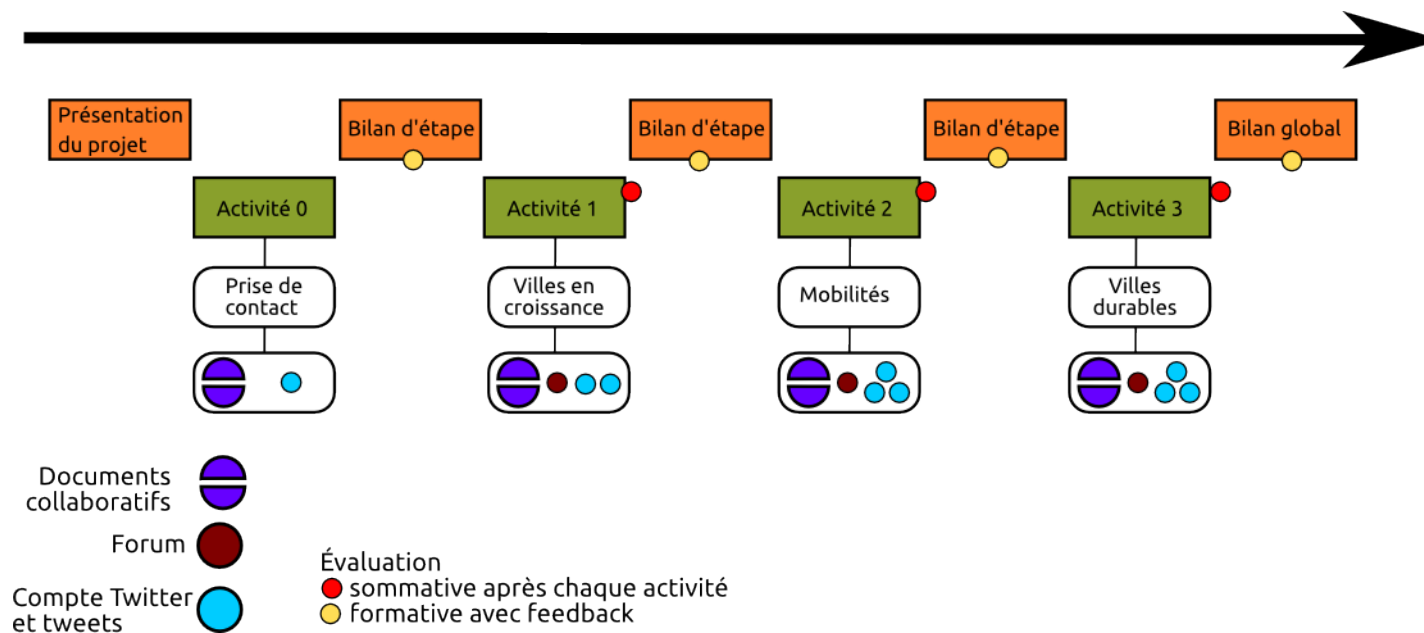 Présentation
du projet
Bilan d'étape
Bilan d'étape
Bilan d'étape
Bilan global
Activité 0
Activité 1
Activité 2
Activité 3
Prise de
contact
Villes en
croissance
Mobilités
Villes
durables
Documents
collaboratifs
Forum
Compte Twitter
et tweets
Évaluation
sommative après chaque activité
formative avec feedback